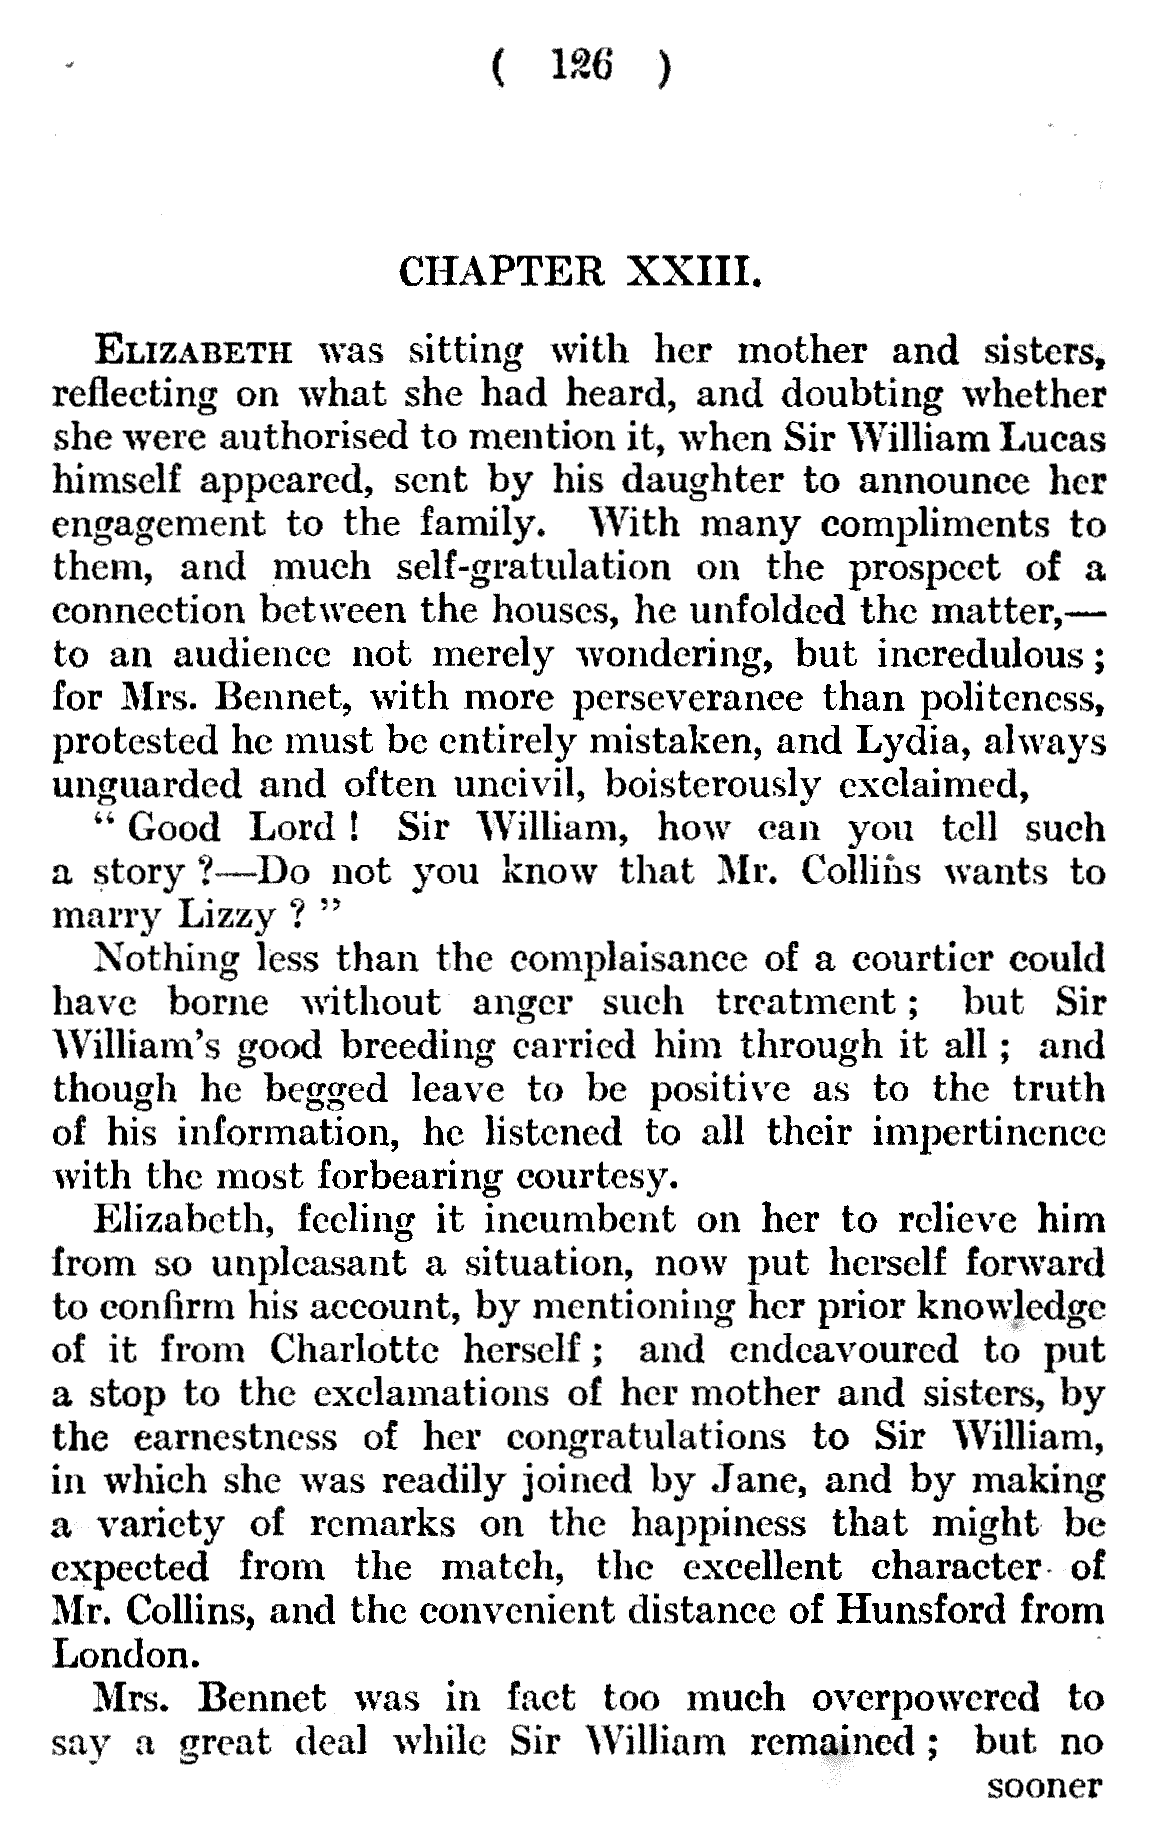 ( 126 )
CHAPTER XXIII.
ELIZABETH was sitting with her mother and sisters,
reflecting on what she had heard, and doubting whether
she were authorised to mention it, when Sir William Lucas
himself appeared, sent by his daughter to announce her
engagement to the family. With many compliments to
them, and much self-gratulation on the prospect of a
connection between the houses, he unfolded the matter,—
to an audience not merely wondering, but incredulous ;
for Mrs. Bennet, with more perseverance than politeness,
protested he must be entirely mistaken, and Lydia, always
unguarded and often uncivil, boisterously exclaimed,
“ Good Lord ! Sir William, how can you tell such
a story ?—Do not you know that Mr. Collins wants to
marry Lizzy ? ”
Nothing less than the complaisance of a courtier could
have borne without anger such treatment ; but Sir
William’s good breeding carried him through it all ; and
though he begged leave to be positive as to the truth
of his information, he listened to all their impertinence
with the most forbearing courtesy.
Elizabeth, feeling it incumbent on her to relieve him
from so unpleasant a situation, now put herself forward
to confirm his account, by mentioning her prior knowledge
of it from Charlotte herself ; and endeavoured to put
a stop to the exclamations of her mother and sisters, by
the earnestness of her congratulations to Sir William,
in which she was readily joined by Jane, and by making
a variety of remarks on the happiness that might be
expected from the match, the excellent character of
Mr. Collins, and the convenient distance of Hunsford from
London.
Mrs. Bennet was in fact too much overpowered to
say a great deal while Sir William remained ; but no
sooner